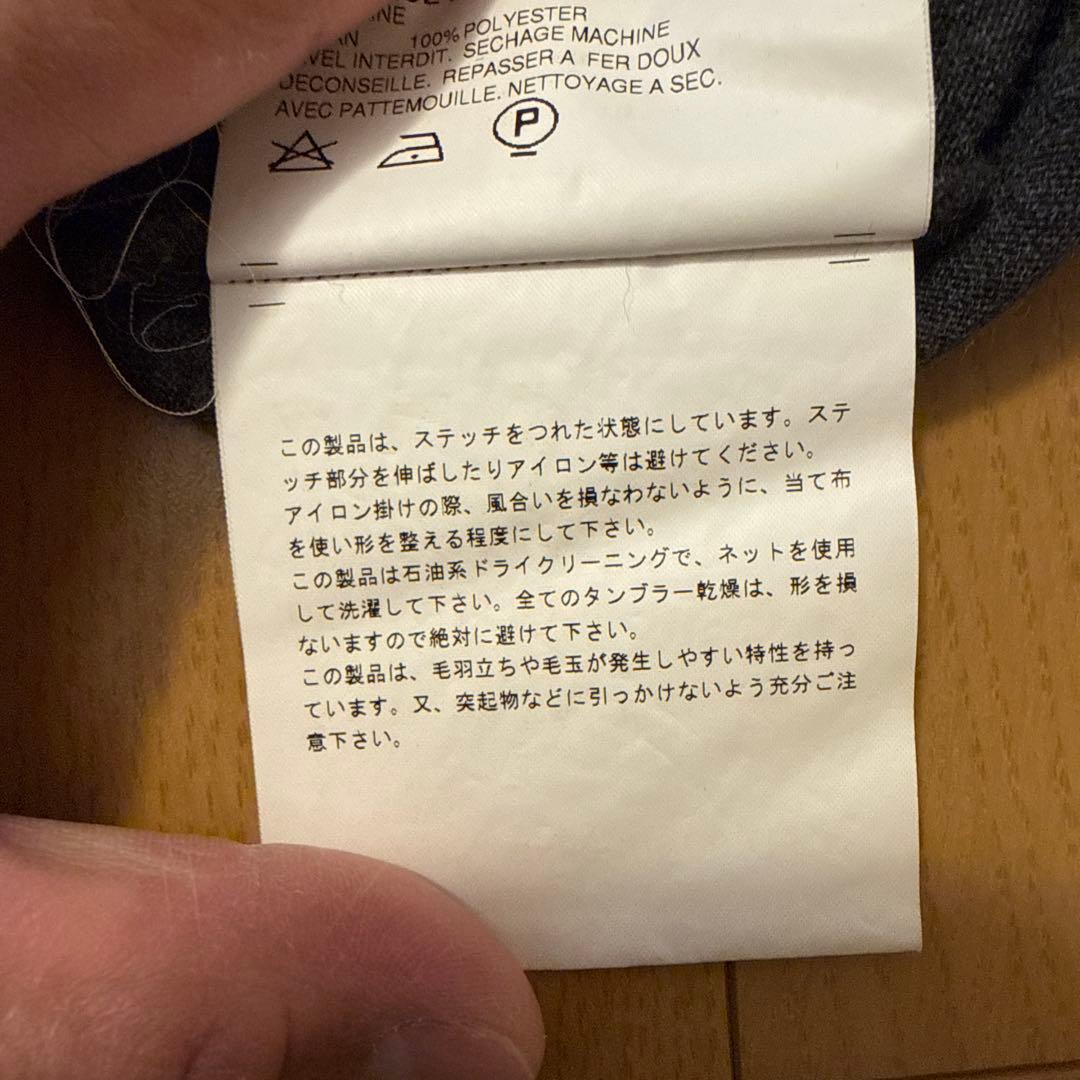 100% POLYESTER
INTERDIT. SECHAGE MACHINE
DECONSEILLE. REPASSER A FER DOUX
AVEC PATTEMOUILLE. NETTOYAGE A SEC.
P
この製品は、ステッチをつれた状態にしています。ステ
ッチ部分を伸ばしたりアイロン等は避けてください。
アイロン掛けの際、風合いを損なわないように、当て布
を使い形を整える程度にして下さい。
この製品は石油系ドライクリーニングで、ネットを使用
して洗濯して下さい。全てのタンブラー乾燥は、形を損
ないますので絶対に避けて下さい。
この製品は、毛羽立ちや毛玉が発生しやすい特性を持っ
ています。又、突起物などに引っかけないよう充分ご注
意下さい。